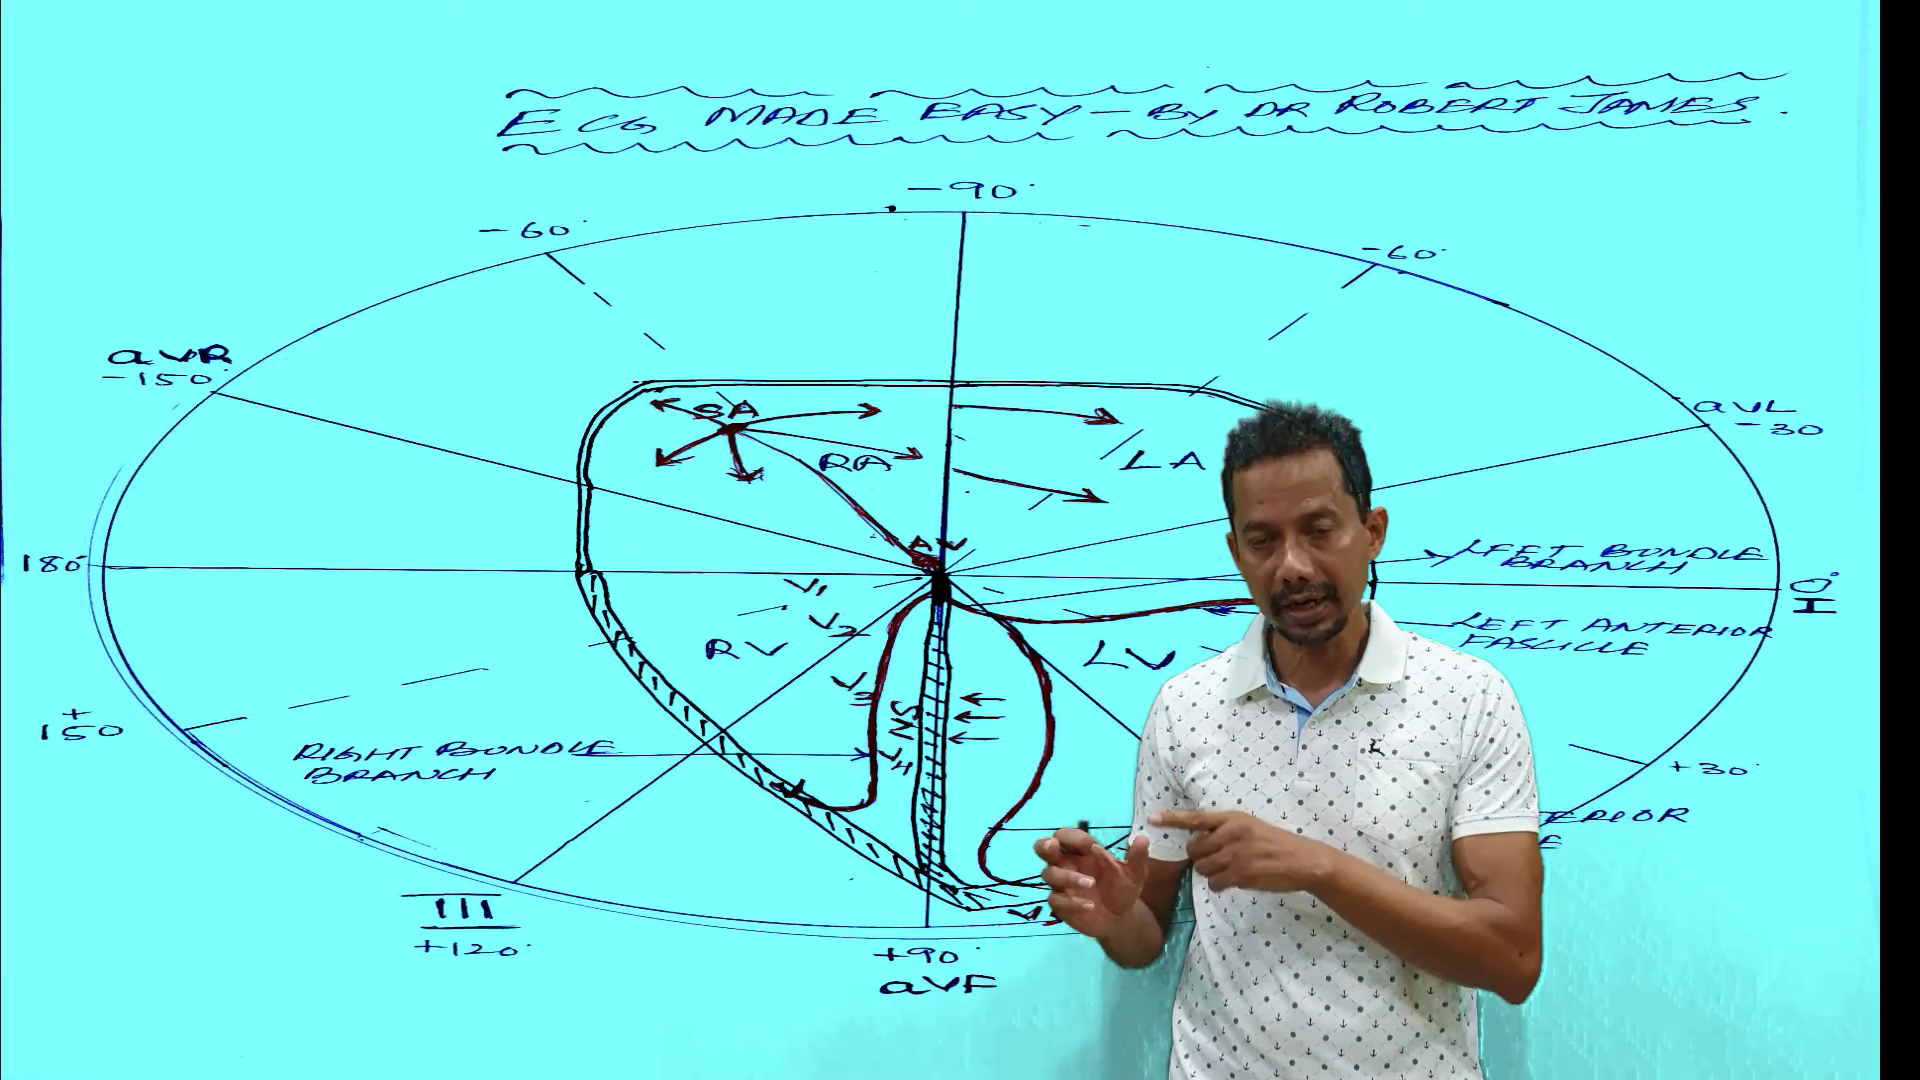 ECG MADE EASY - BY DR ROBERT JAMES.
-90°
-60°
-60°
aVR
-150°
aVL
-30
SA
RA
LA
AV
180°
LEFT BUNDLE
BRANCH
0°
I
V1
V2
RV
LV
LEFT ANTERIOR
FASCICLE
V3
V4
+
150
RIGHT BUNDLE
BRANCH
+30°
TERIOR
E
III
+120°
+90°
aVF